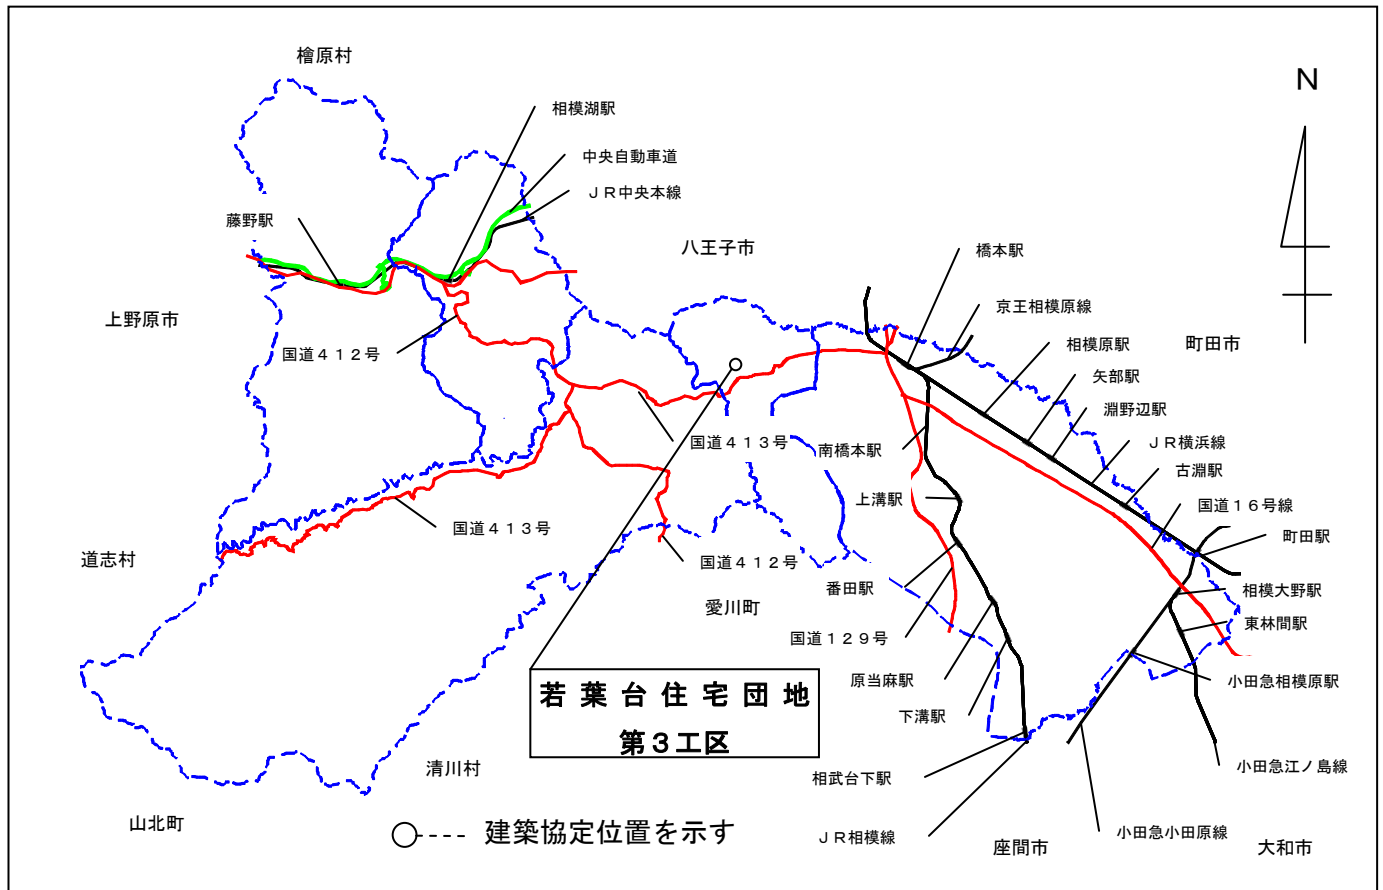 檜原村
N
相模湖駅
中央自動車道
ＪＲ中央本線
藤野駅
八王子市
橋本駅
京王相模原線
上野原市
相模原駅
町田市
国道４１２号
矢部駅
淵野辺駅
国道４１３号
南橋本駅
ＪＲ横浜線
古淵駅
上溝駅
国道１６号線
国道４１３号
町田駅
道志村
国道４１２号
番田駅
相模大野駅
愛川町
東林間駅
国道１２９号
原当麻駅
小田急相模原駅
若葉台住宅団地
第３工区
下溝駅
清川村
相武台下駅
小田急江ノ島線
山北町
建築協定位置を示す
ＪＲ相模線
小田急小田原線
座間市
大和市